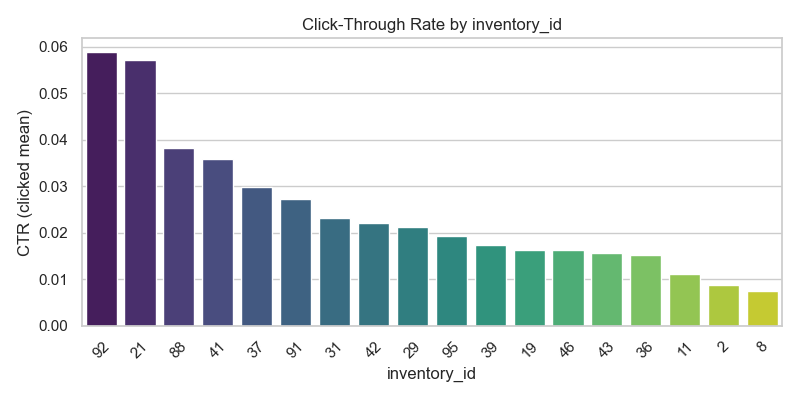 Click-Through Rate by inventory_id
CTR (clicked mean)
0.06
0.05
0.04
0.03
0.02
0.01
0.00
92 21 88 41 37 91 31 42 29 95 39 19 46 43 36 11 2 8
inventory_id